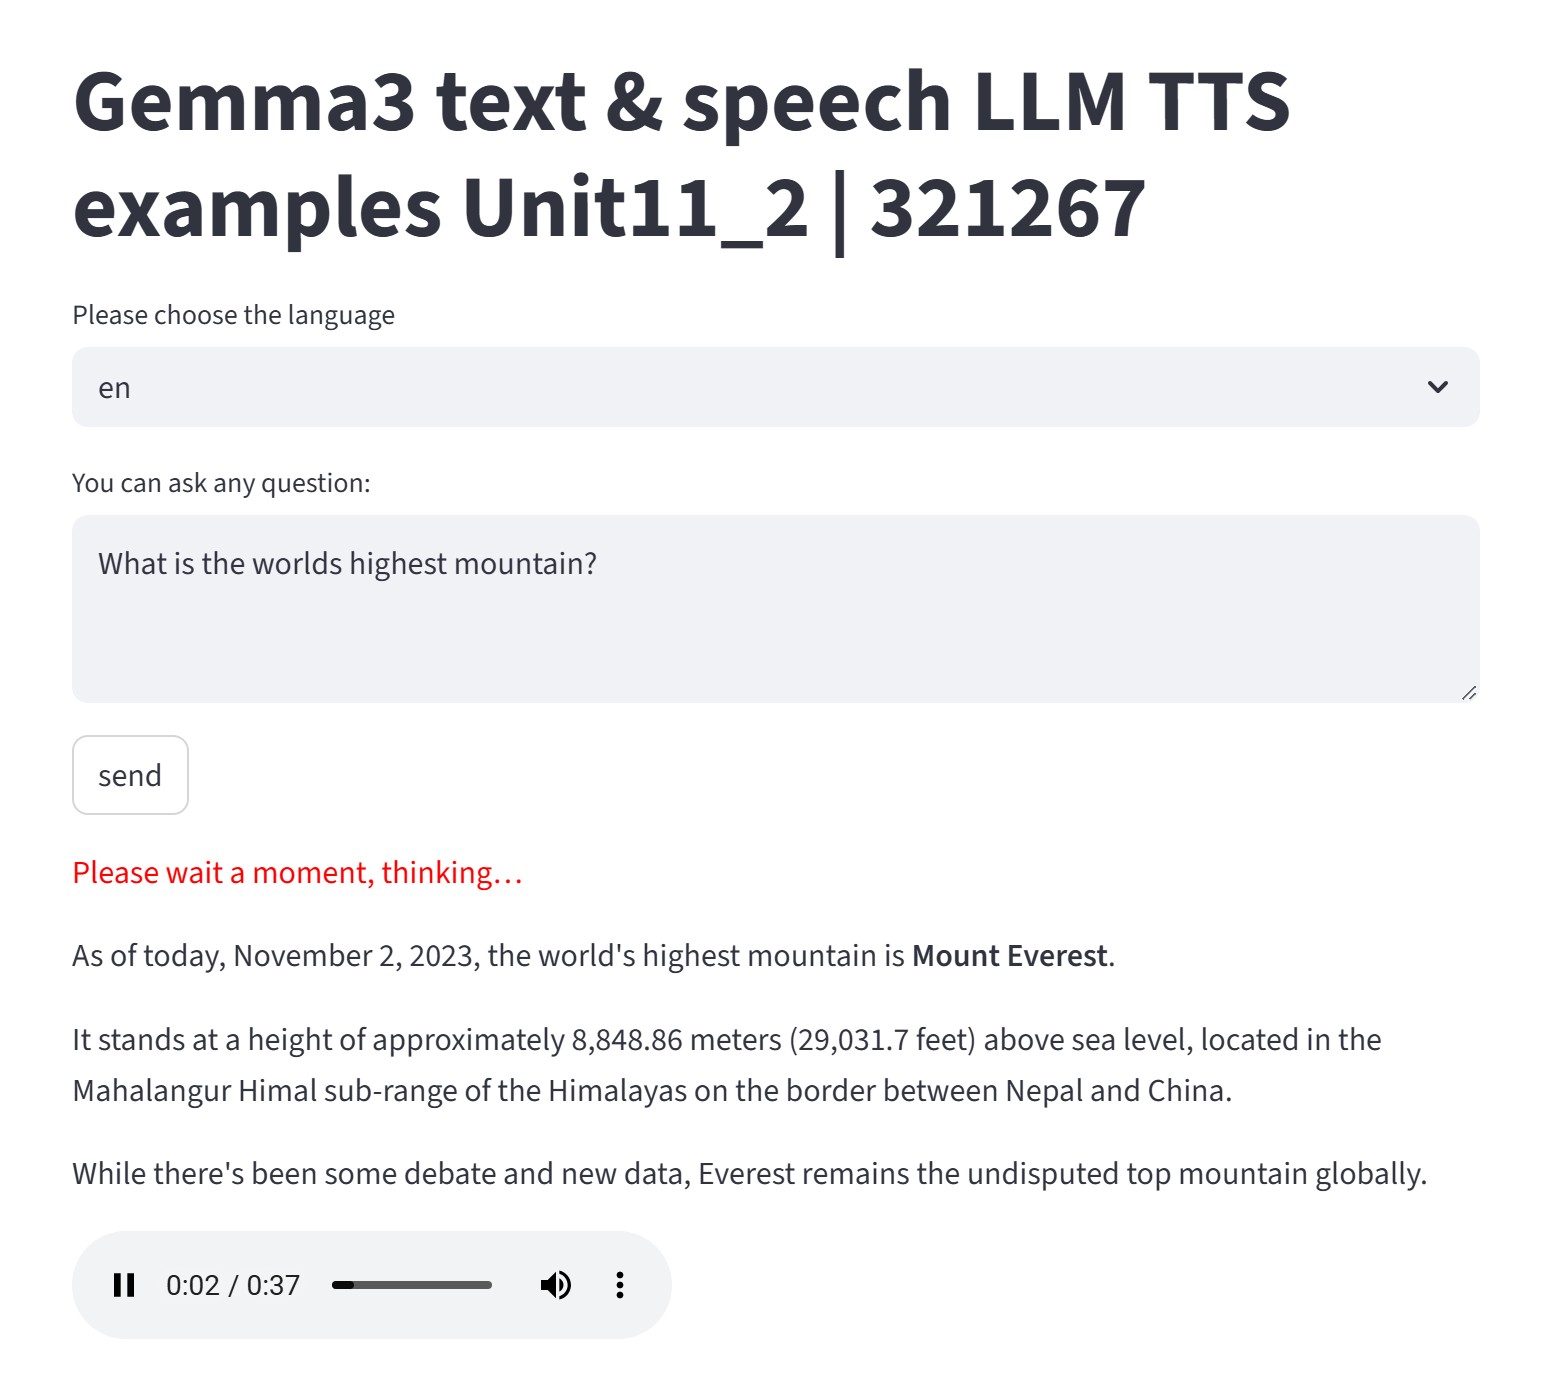 Gemma3 text & speech LLM TTS
examples Unit11_2 | 321267
Please choose the language
en
You can ask any question:
What is the worlds highest mountain?
send
Please wait a moment, thinking…
As of today, November 2, 2023, the world's highest mountain is Mount Everest.
It stands at a height of approximately 8,848.86 meters (29,031.7 feet) above sea level, located in the
Mahalangur Himal sub-range of the Himalayas on the border between Nepal and China.
While there's been some debate and new data, Everest remains the undisputed top mountain globally.
0:02 / 0:37